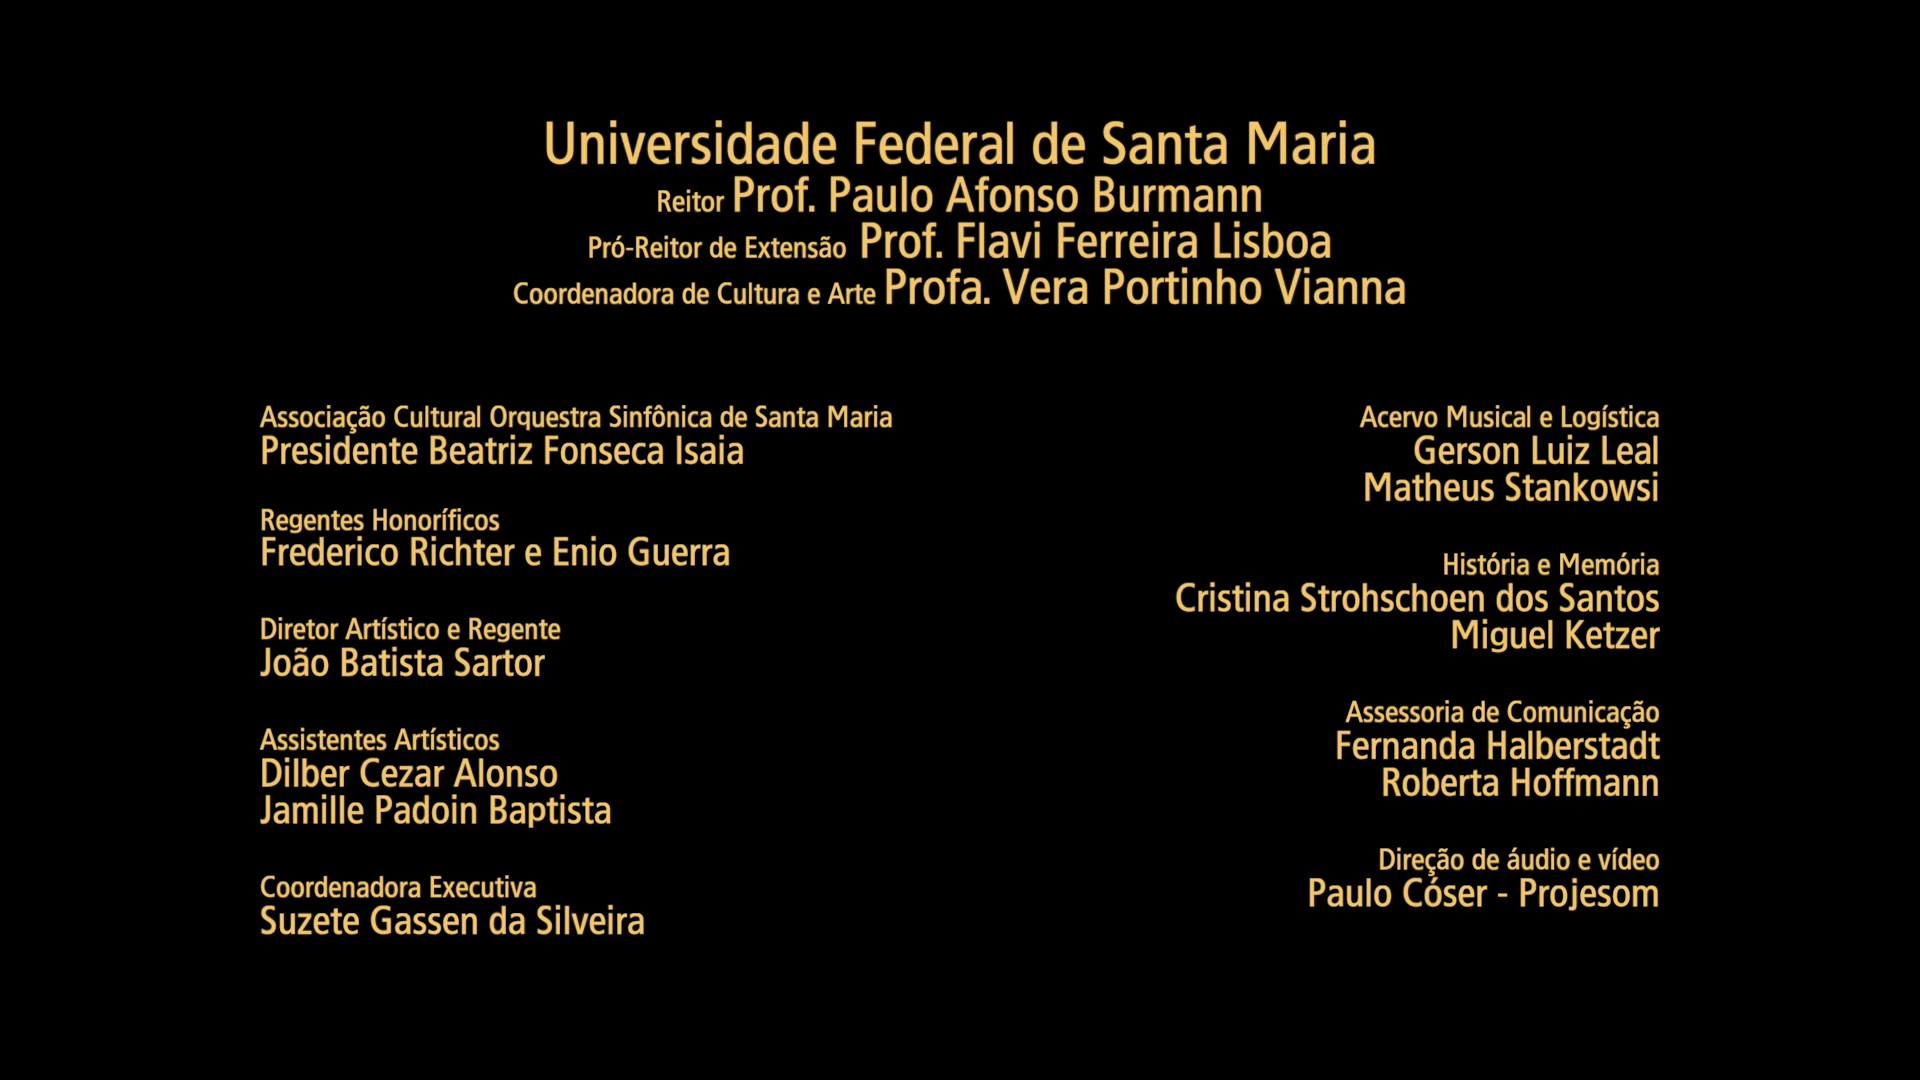 Universidade Federal de Santa Maria
Reitor Prof. Paulo Afonso Burmann
Pró-Reitor de Extensão Prof. Flavi Ferreira Lisboa
Coordenadora de Cultura e Arte Profa. Vera Portinho Vianna
Associação Cultural Orquestra Sinfônica de Santa Maria
Presidente Beatriz Fonseca Isaia
Regentes Honoríficos
Frederico Richter e Enio Guerra
Diretor Artístico e Regente
João Batista Sartor
Assistentes Artísticos
Dilber Cezar Alonso
Jamille Padoin Baptista
Coordenadora Executiva
Suzete Gassen da Silveira
Acervo Musical e Logística
Gerson Luiz Leal
Matheus Stankowsi
História e Memória
Cristina Strohschoen dos Santos
Miguel Ketzer
Assessoria de Comunicação
Fernanda Halberstadt
Roberta Hoffmann
Direção de áudio e vídeo
Paulo Cóser - Projesom